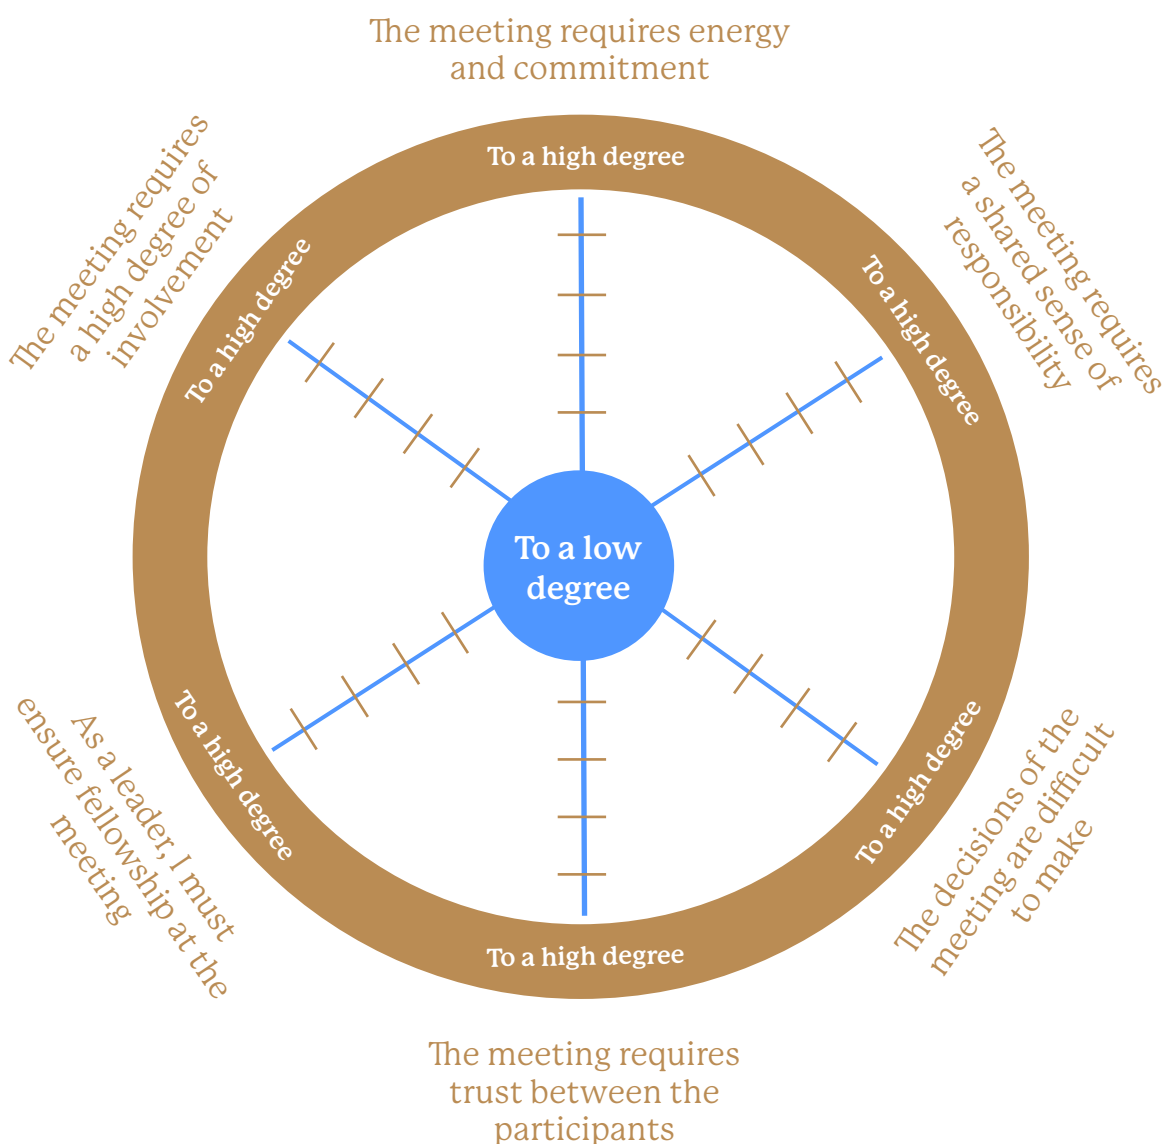 The meeting requires energy
and commitment
To a high degree
The meeting requires
a high degree of
involvement
To a high degree
The meeting requires
a shared sense of
responsibility
To a high degree
To a low
degree
As a leader, I must
ensure fellowship at the
meeting
To a high degree
The decisions of the
meeting are difficult
to make
To a high degree
To a high degree
The meeting requires
trust between the
participants